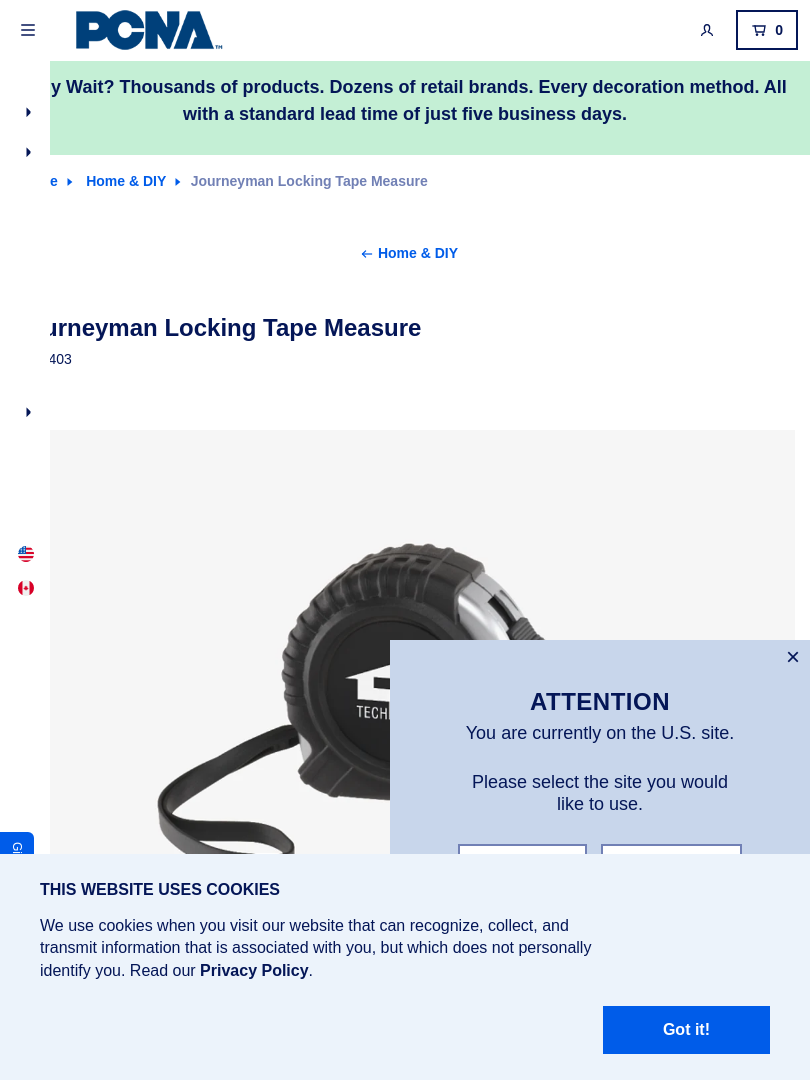 PCNA
TM
0
y Wait? Thousands of products. Dozens of retail brands. Every decoration method. All
with a standard lead time of just five business days.
e
Home & DIY
Journeyman Locking Tape Measure
Home & DIY
urneyman Locking Tape Measure
403
TECH
ATTENTION
You are currently on the U.S. site.
Please select the site you would
like to use.
THIS WEBSITE USES COOKIES
We use cookies when you visit our website that can recognize, collect, and
transmit information that is associated with you, but which does not personally
identify you. Read our Privacy Policy.
Got it!